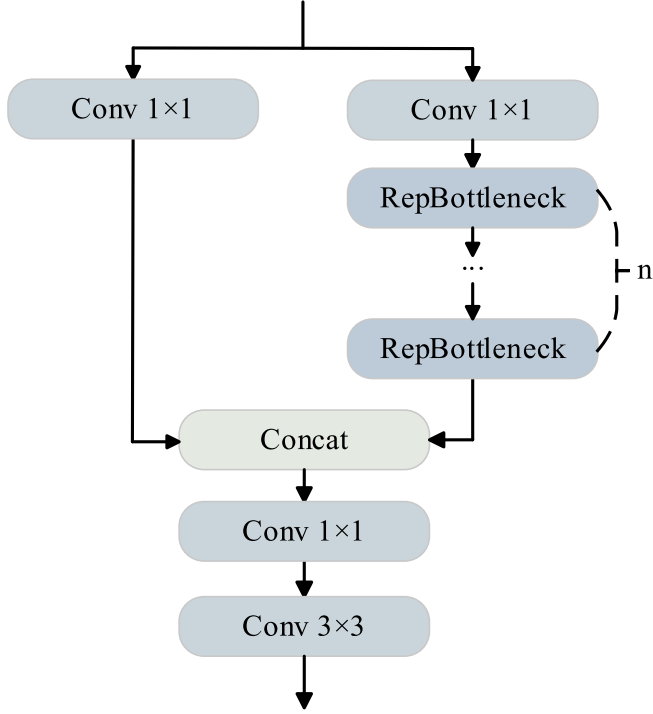 Conv 1×1
Conv 1×1
RepBottleneck
...
n
RepBottleneck
Concat
Conv 1×1
Conv 3×3